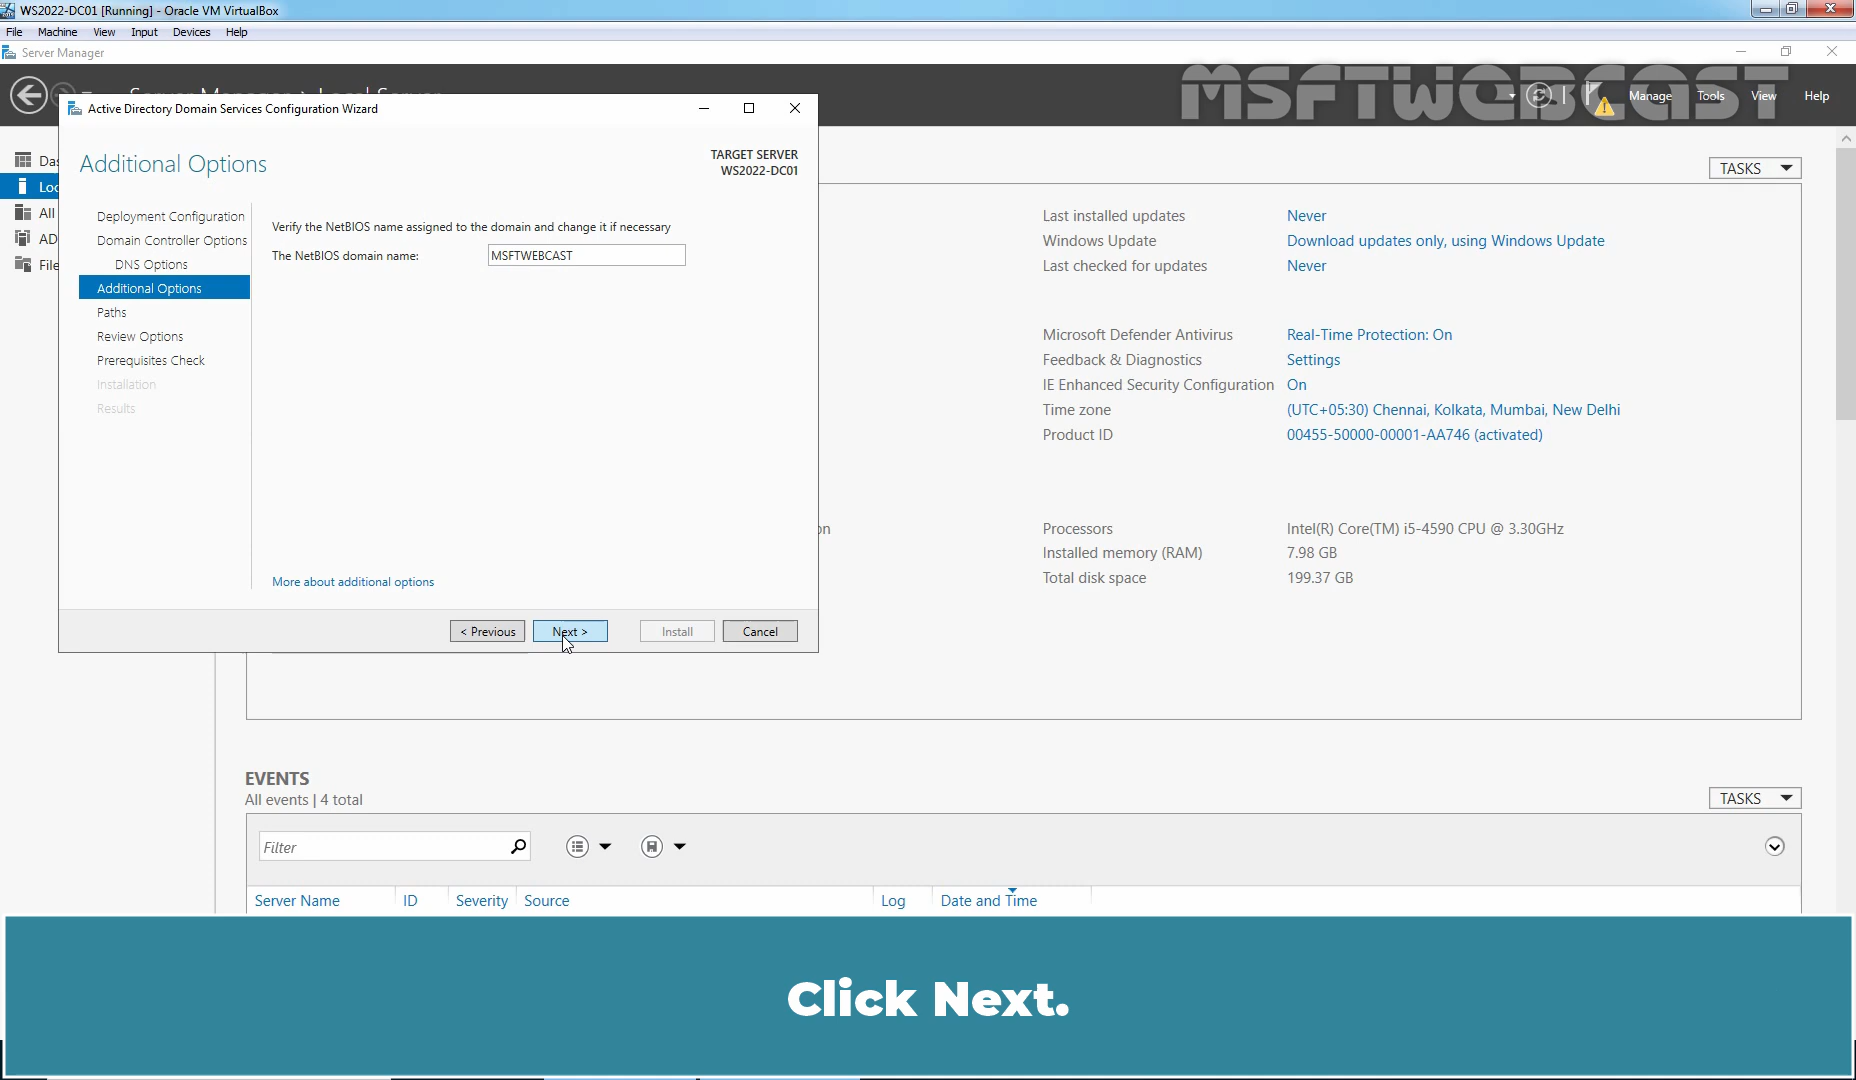 WS2022-DC01 [Running] - Oracle VM VirtualBox
File Machine View Input Devices Help
Server Manager
MSFTWEBCAST
Manage Tools View Help
Active Directory Domain Services Configuration Wizard
Additional Options
TARGET SERVER
WS2022-DC01
Deployment Configuration
Domain Controller Options
DNS Options
Additional Options
Paths
Review Options
Prerequisites Check
Installation
Results
Verify the NetBIOS name assigned to the domain and change it if necessary
The NetBIOS domain name: MSFTWEBCAST
More about additional options
< Previous Next > Install Cancel
Das
Loc
All
AD
File
TASKS
Last installed updates Never
Windows Update Download updates only, using Windows Update
Last checked for updates Never
Microsoft Defender Antivirus Real-Time Protection: On
Feedback & Diagnostics Settings
IE Enhanced Security Configuration On
Time zone (UTC+05:30) Chennai, Kolkata, Mumbai, New Delhi
Product ID 00455-50000-00001-AA746 (activated)
on
Processors Intel(R) Core(TM) i5-4590 CPU @ 3.30GHz
Installed memory (RAM) 7.98 GB
Total disk space 199.37 GB
EVENTS
All events | 4 total
TASKS
Filter
Server Name ID Severity Source Log Date and Time
Click Next.